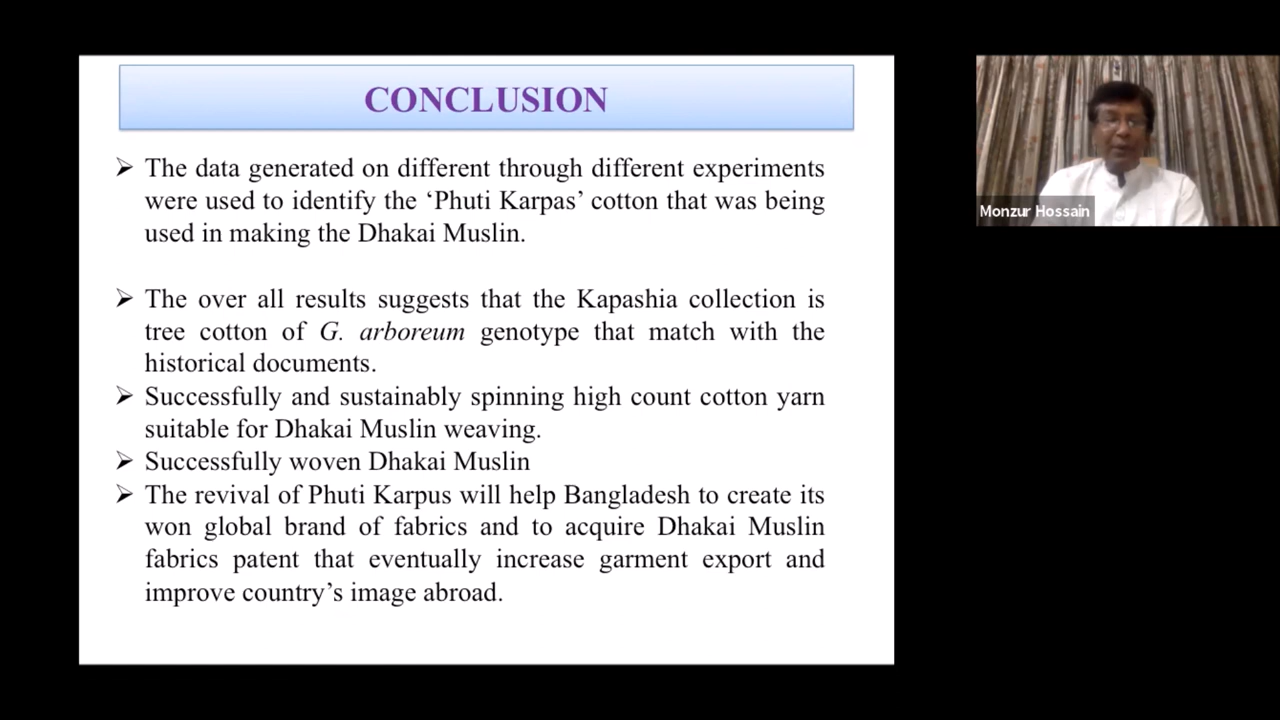 CONCLUSION
➢ The data generated on different through different experiments
were used to identify the ‘Phuti Karpas’ cotton that was being
used in making the Dhakai Muslin.
➢ The over all results suggests that the Kapashia collection is
tree cotton of G. arboreum genotype that match with the
historical documents.
➢ Successfully and sustainably spinning high count cotton yarn
suitable for Dhakai Muslin weaving.
➢ Successfully woven Dhakai Muslin
➢ The revival of Phuti Karpus will help Bangladesh to create its
won global brand of fabrics and to acquire Dhakai Muslin
fabrics patent that eventually increase garment export and
improve country’s image abroad.
Monzur Hossain